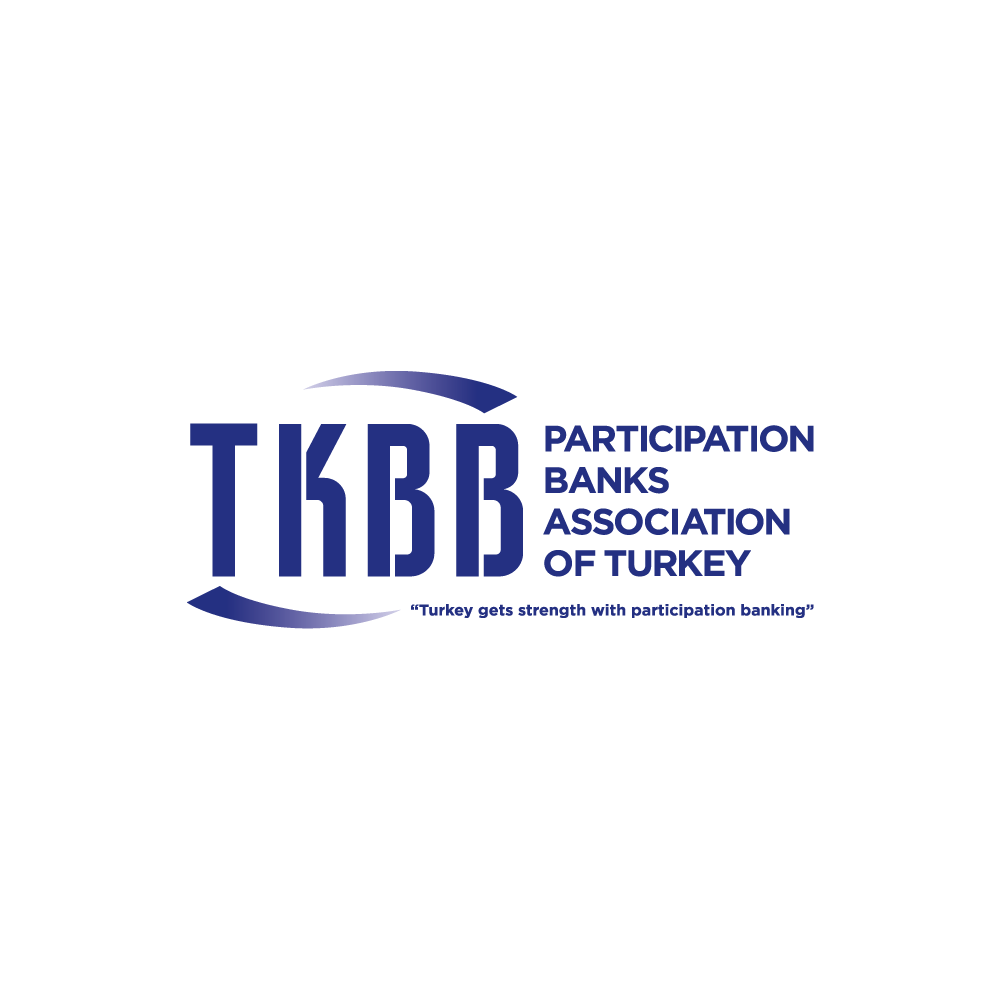 TKBB
PARTICIPATION
BANKS
ASSOCIATION
OF TURKEY
“Turkey gets strength with participation banking”